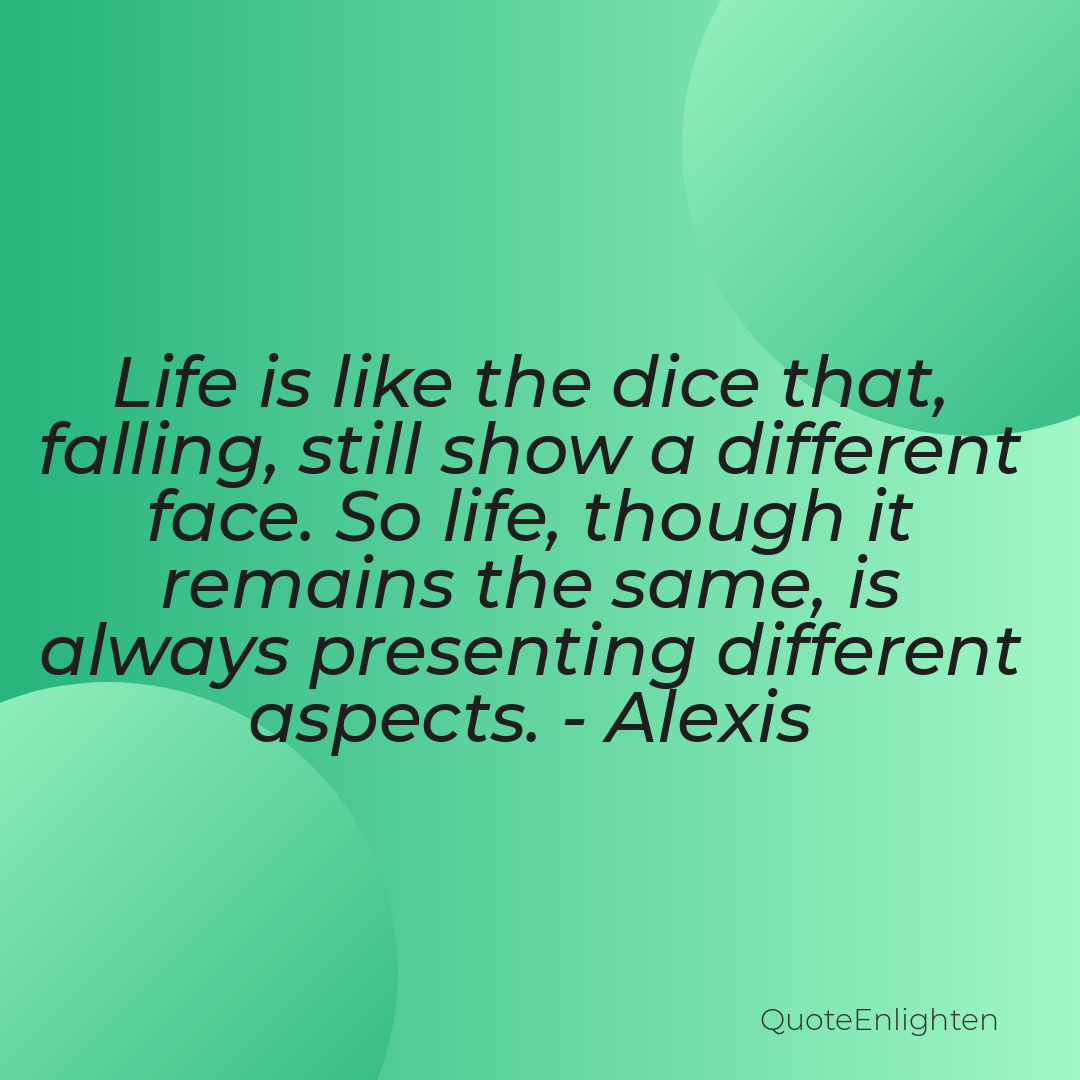 Life is like the dice that,
falling, still show a different
face. So life, though it
remains the same, is
always presenting different
aspects. - Alexis
QuoteEnlighten